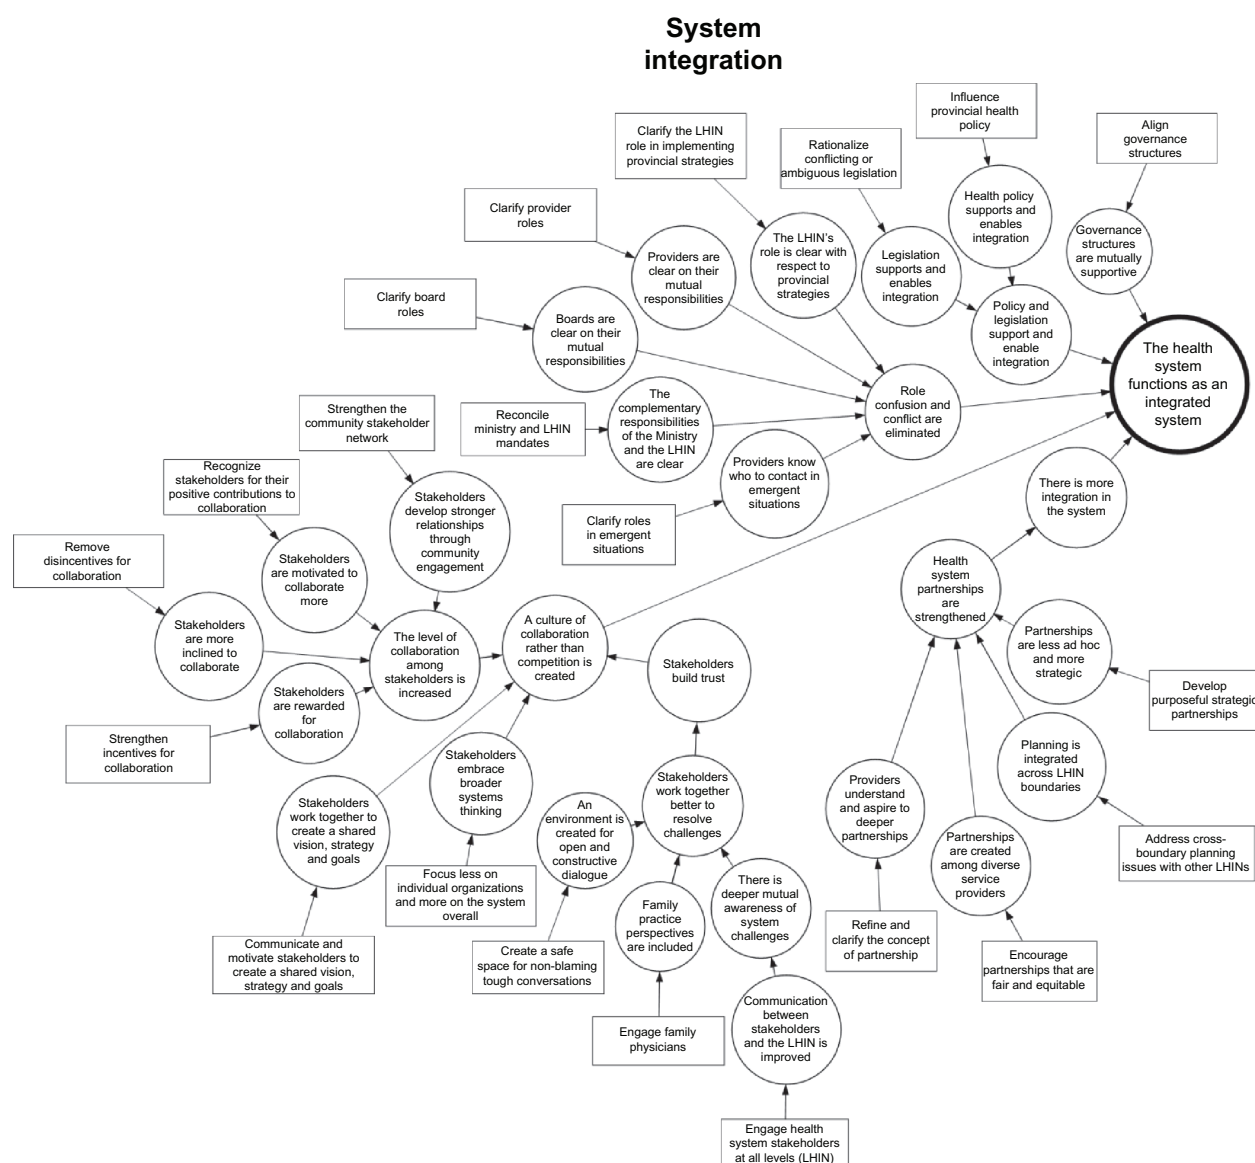 System
integration
Influence
provincial health
policy
Align
governance
structures
Clarify the LHIN
role in implementing
provincial strategies
Rationalize
conflicting or
ambiguous legislation
Clarify provider
roles
Health policy
supports and
enables
integration
Governance
structures
are mutually
supportive
The LHIN's
role is clear with
respect to
provincial
strategies
Legislation
supports and
enables
integration
Providers are
clear on their
mutual
responsibilities
Clarify board
roles
Boards are
clear on their
mutual
responsibilities
Policy and
legislation
support and
enable
integration
The health
system
functions as an
integrated
system
Role
confusion and
conflict are
eliminated
The
complementary
responsibilities
of the Ministry
and the LHIN
are clear
Reconcile
ministry and LHIN
mandates
Strengthen the
community stakeholder
network
Providers know
who to contact in
emergent
situations
Clarify roles
in emergent
situations
There is more
integration in
the system
Recognize
stakeholders for their
positive contributions to
collaboration
Stakeholders
develop stronger
relationships
through
community
engagement
Remove
disincentives for
collaboration
Stakeholders
are motivated to
collaborate
more
Health
system
partnerships
are
strengthened
Stakeholders
are more
inclined to
collaborate
The level of
collaboration
among
stakeholders is
increased
A culture of
collaboration
rather than
competition is
created
Stakeholders
build trust
Partnerships
are less ad hoc
and more
strategic
Develop
purposeful strategic
partnerships
Stakeholders
are rewarded
for
collaboration
Strengthen
incentives for
collaboration
Stakeholders
embrace
broader
systems
thinking
Stakeholders
work together
better to
resolve
challenges
Planning is
integrated
across LHIN
boundaries
Providers
understand
and aspire to
deeper
partnerships
Stakeholders
work together to
create a shared
vision, strategy
and goals
An
environment is
created for
open and
constructive
dialogue
Partnerships
are created
among diverse
service
providers
Address cross-
boundary planning
issues with other LHINs
Focus less on
individual organizations
and more on the system
overall
There is
deeper mutual
awareness of
system
challenges
Family
practice
perspectives
are included
Refine and
clarify the concept
of partnership
Communicate and
motivate stakeholders to
create a shared vision,
strategy and goals
Create a safe
space for non-blaming
tough conversations
Encourage
partnerships that are
fair and equitable
Communication
between
stakeholders
and the LHIN is
improved
Engage family
physicians
Engage health
system stakeholders
at all levels (LHIN)